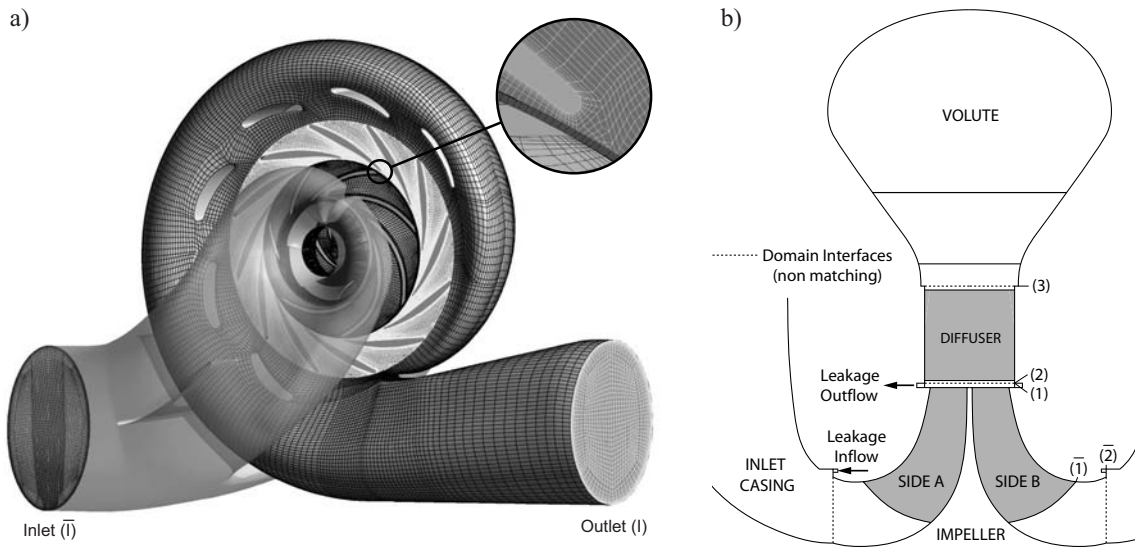 a)
Inlet (I̅)
Outlet (I)
b)
VOLUTE
Domain Interfaces
(non matching)
(3)
DIFFUSER
Leakage
Outflow
(2)
(1)
Leakage
Inflow
INLET
CASING
SIDE A
SIDE B
(1̅)
(2̅)
IMPELLER